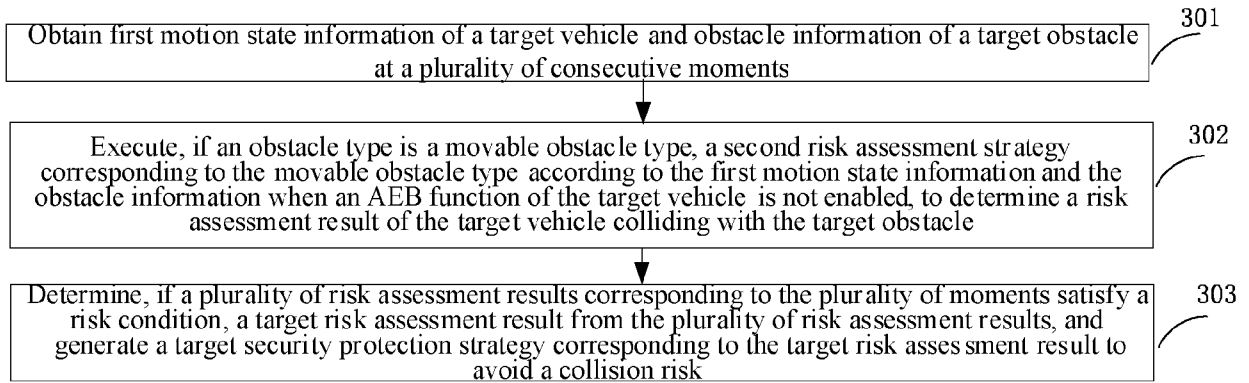 301
Obtain first motion state information of a target vehicle and obstacle information of a target obstacle
at a plurality of consecutive moments
302
Execute, if an obstacle type is a movable obstacle type, a second risk assessment strategy
corresponding to the movable obstacle type according to the first motion state information and the
obstacle information when an AEB function of the target vehicle is not enabled, to determine a risk
assessment result of the target vehicle colliding with the target obstacle
303
Determine, if a plurality of risk assessment results corresponding to the plurality of moments satisfy a
risk condition, a target risk assessment result from the plurality of risk assessment results, and
generate a target security protection strategy corresponding to the target risk assessment result to
avoid a collision risk